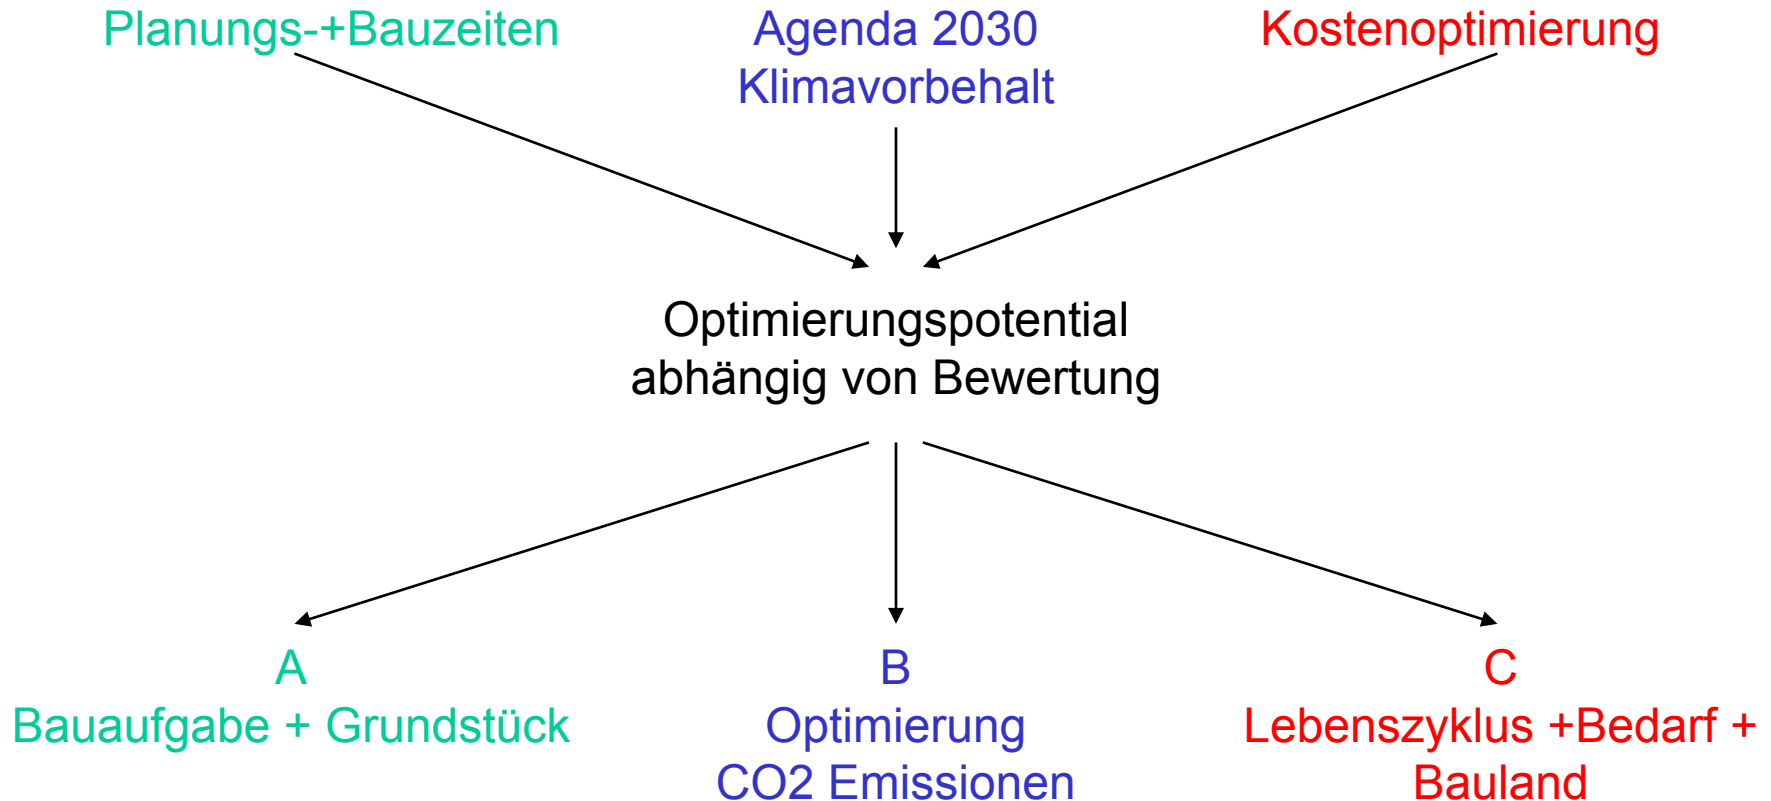 Planungs-+Bauzeiten
Agenda 2030
Klimavorbehalt
Kostenoptimierung
Optimierungspotential
abhängig von Bewertung
A
Bauaufgabe + Grundstück
B
Optimierung
CO2 Emissionen
C
Lebenszyklus +Bedarf +
Bauland